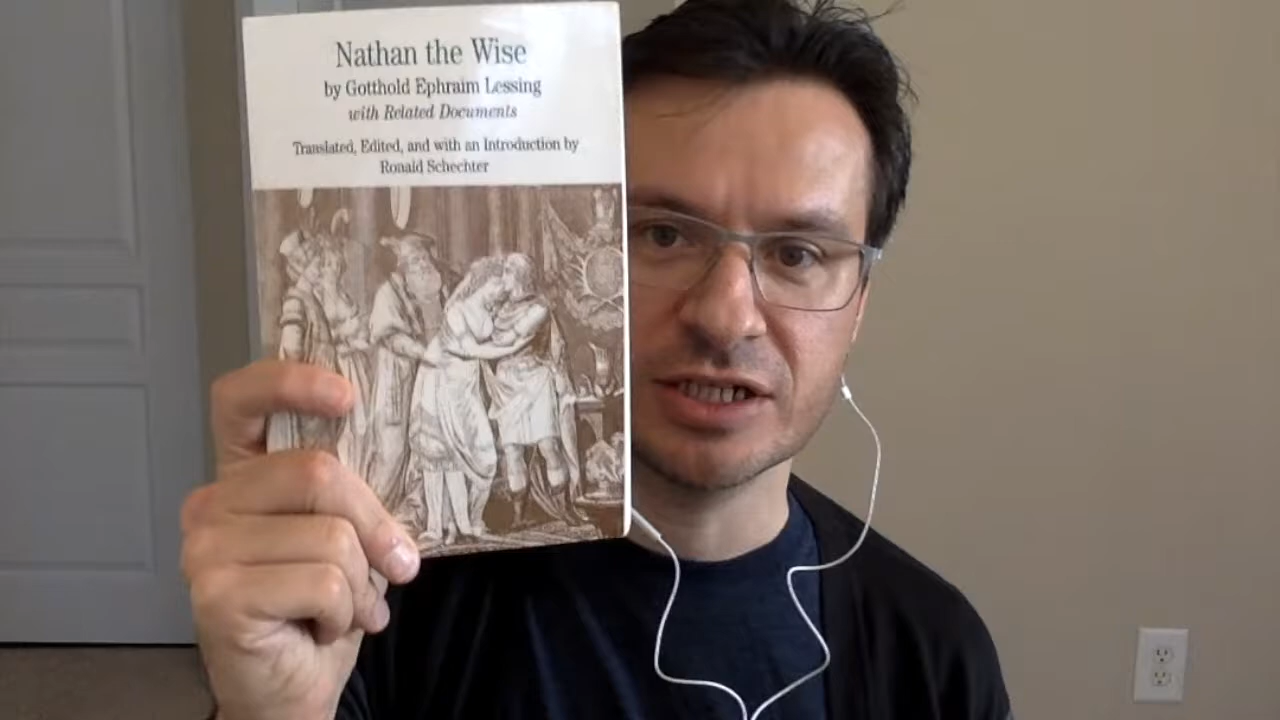 Nathan the Wise
by Gotthold Ephraim Lessing
with Related Documents
Translated, Edited, and with an Introduction by
Ronald Schechter